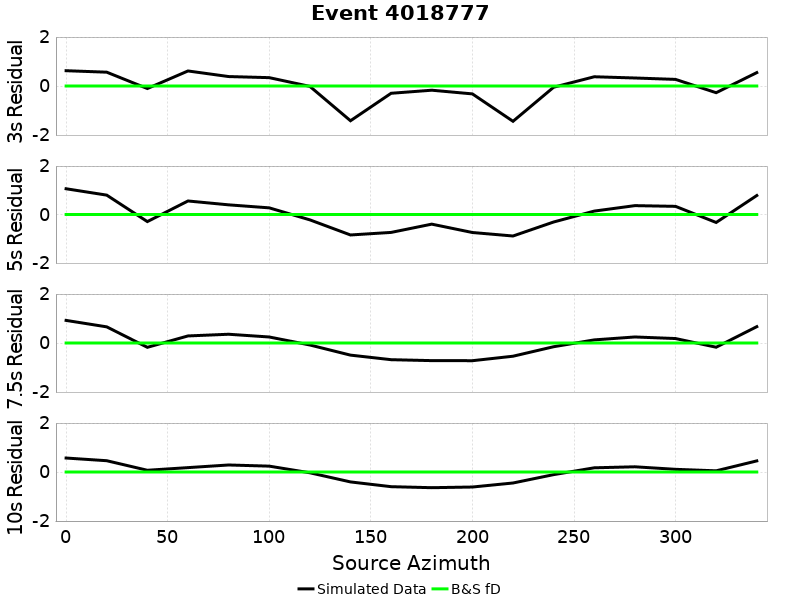 Event 4018777
3s Residual
2
0
-2
5s Residual
2
0
-2
7.5s Residual
2
0
-2
10s Residual
2
0
-2
0 50 100 150 200 250 300
Source Azimuth
Simulated Data B&S fD